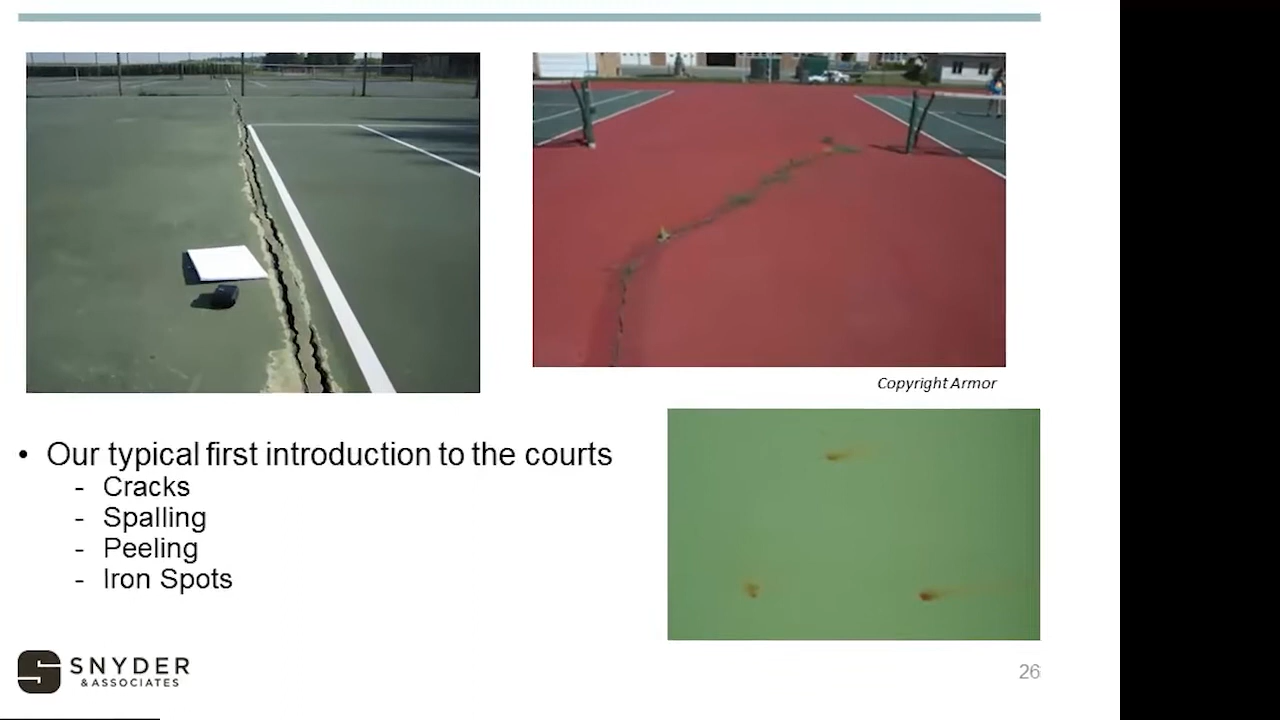 Copyright Armor
• Our typical first introduction to the courts
- Cracks
- Spalling
- Peeling
- Iron Spots
SNYDER
& ASSOCIATES
26